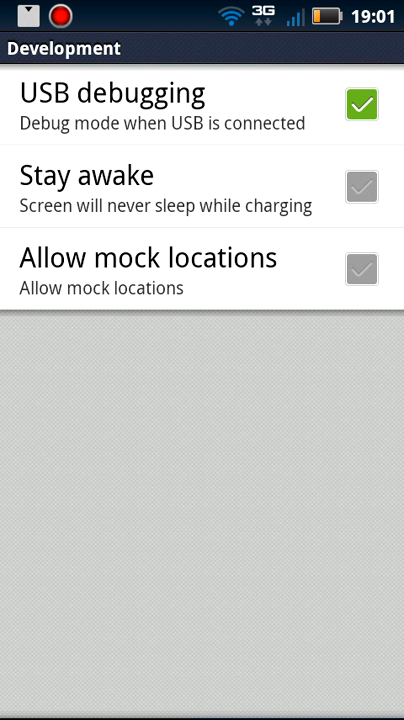 3G 19:01
Development
USB debugging
Debug mode when USB is connected
Stay awake
Screen will never sleep while charging
Allow mock locations
Allow mock locations